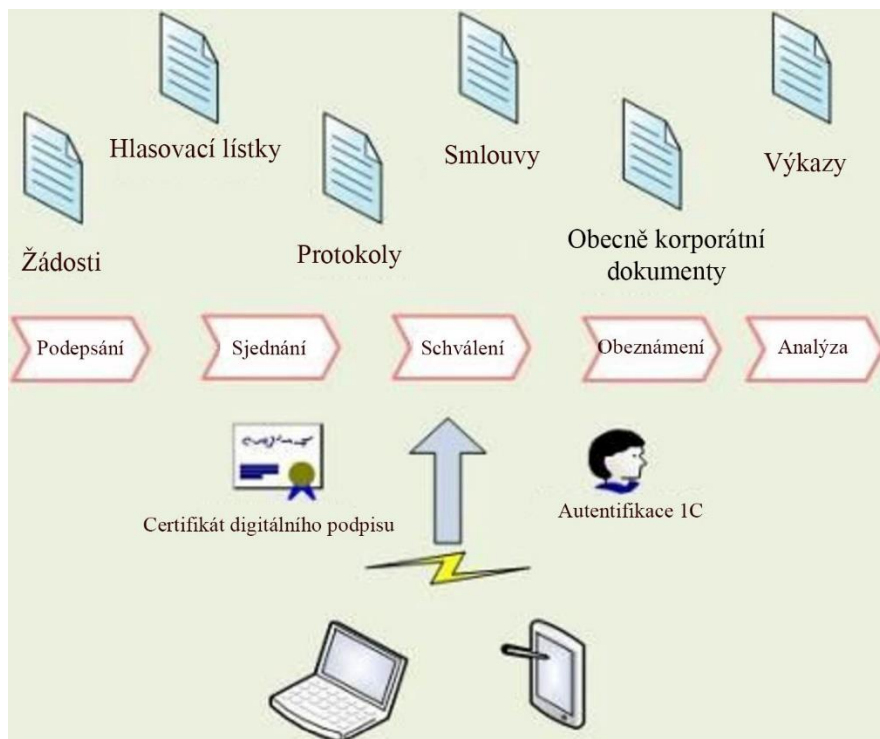 Hlasovací lístky
Smlouvy
Výkazy
Žádosti
Protokoly
Obecně korporátní
dokumenty
Podepsání
Sjednání
Schválení
Obeznámení
Analýza
Certifikát digitálního podpisu
Autentifikace 1C